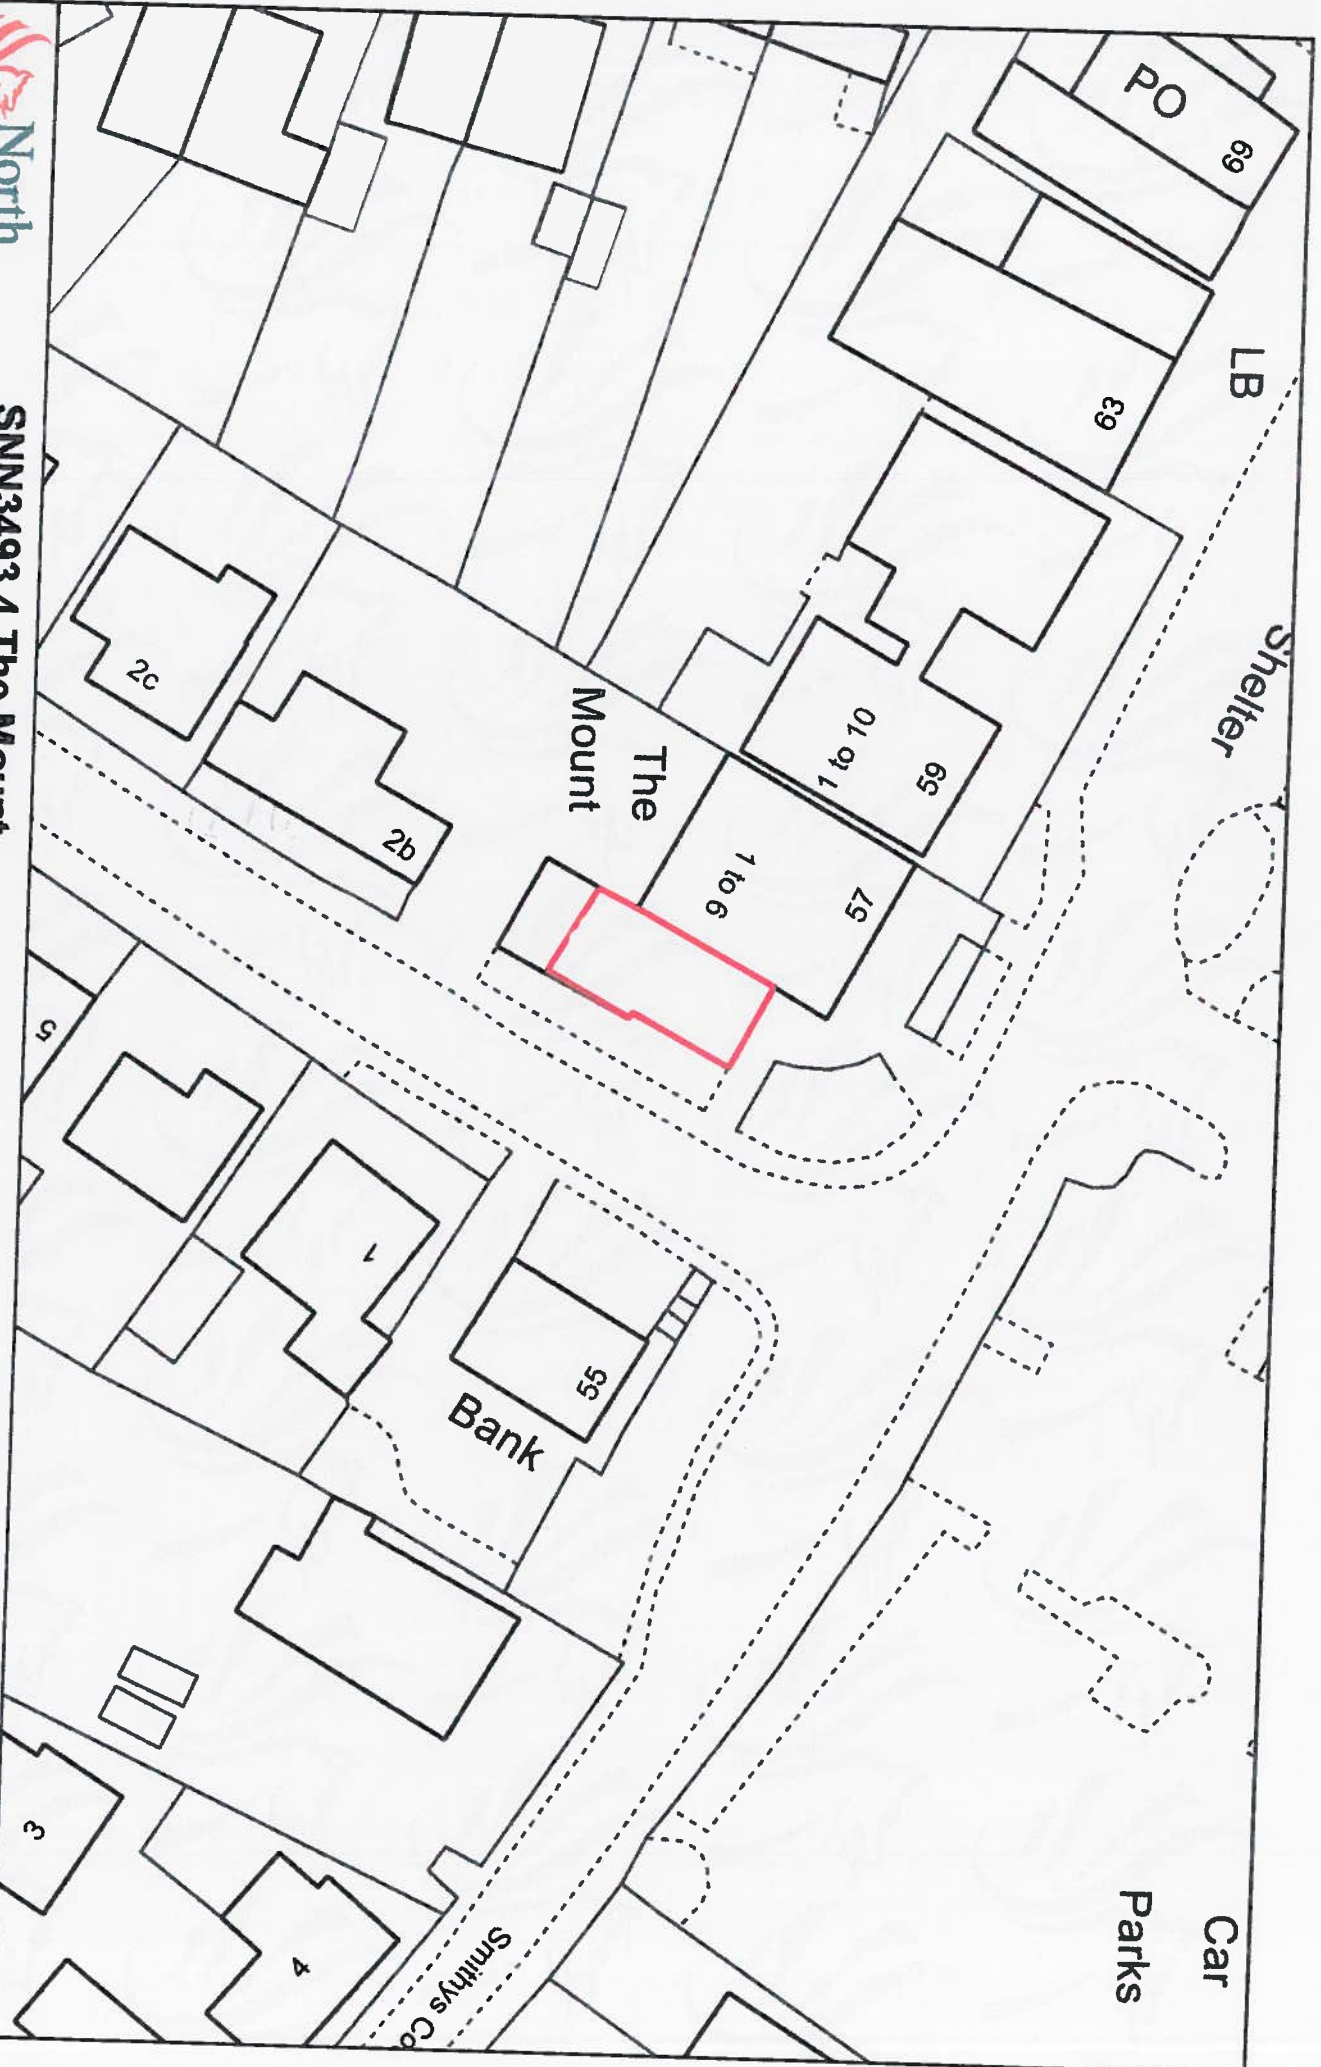 PO
69
LB
63
Shelter
59
1 to 10
57
1 to 6
The
Mount
2c
2b
5
1
55
Bank
3
4
Smithys Co
Car
Parks
North
SNN3493 4 The Mount